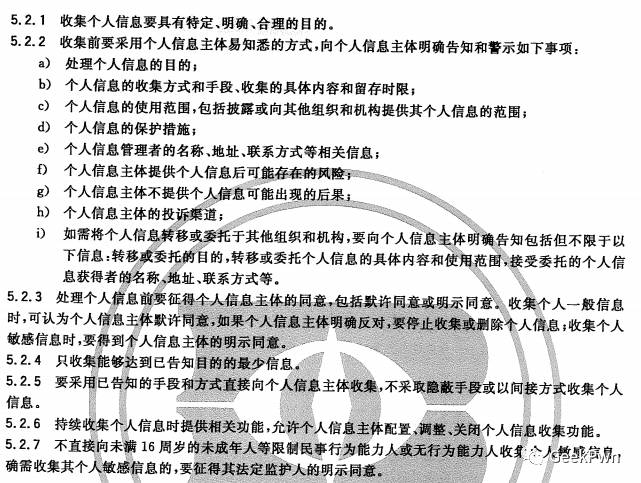 5.2.1 收集个人信息要具有特定、明确、合理的目的。
5.2.2 收集前要采用个人信息主体易知悉的方式,向个人信息主体明确告知和警示如下事项:
a) 处理个人信息的目的;
b) 个人信息的收集方式和手段、收集的具体内容和留存时限;
c) 个人信息的使用范围,包括披露或向其他组织和机构提供其个人信息的范围;
d) 个人信息的保护措施;
e) 个人信息管理者的名称、地址、联系方式等相关信息;
f) 个人信息主体提供个人信息后可能存在的风险;
g) 个人信息主体不提供个人信息可能出现的后果;
h) 个人信息主体的投诉渠道;
i) 如需将个人信息转移或委托于其他组织和机构,要向个人信息主体明确告知包括但不限于以
下信息:转移或委托的目的,转移或委托个人信息的具体内容和使用范围,接受委托的个人信
息获得者的名称、地址、联系方式等。
5.2.3 处理个人信息前要征得个人信息主体的同意,包括默许同意或明示同意。收集个人一般信息
时,可认为个人信息主体默许同意,如果个人信息主体明确反对,要停止收集或删除个人信息;收集个人
敏感信息时,要得到个人信息主体的明示同意。
5.2.4 只收集能够达到已告知目的的最少信息。
5.2.5 要采用已告知的手段和方式直接向个人信息主体收集,不采取隐蔽手段或以间接方式收集个人
信息。
5.2.6 持续收集个人信息时提供相关功能,允许个人信息主体配置、调整、关闭个人信息收集功能。
5.2.7 不直接向未满16周岁的未成年人等限制民事行为能力人或无行为能力人收集个人敏感信息,
确需收集其个人敏感信息的,要征得其法定监护人的明示同意。
GeekPwn